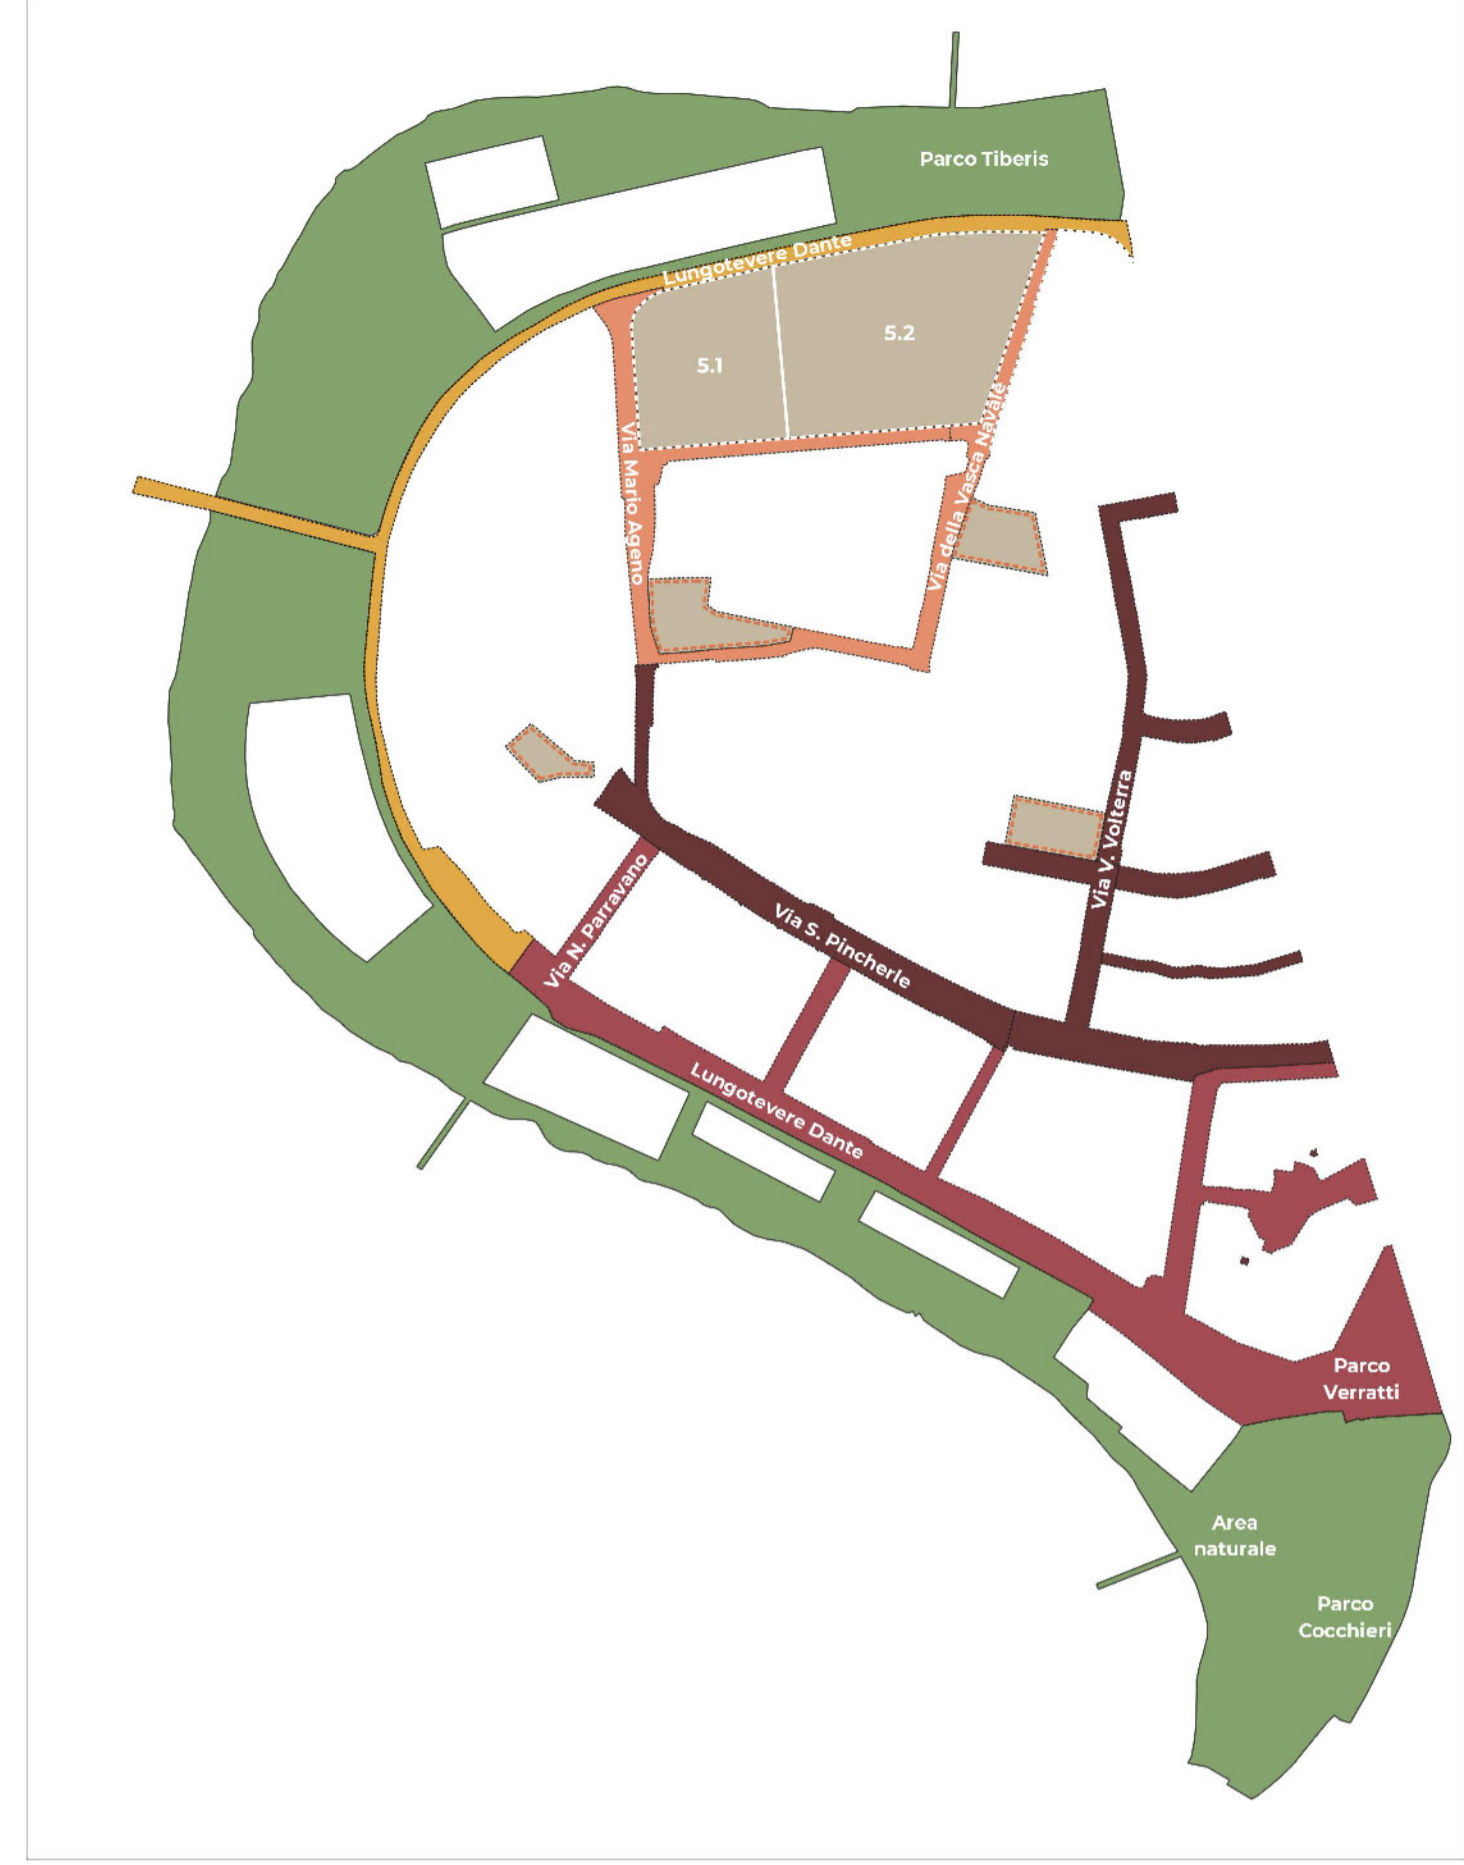 Parco Tiberis
Lungotevere Dante
5.2
5.1
Via Mario Ageno
Via della Vasca Navale
Via V. Volterra
Via N. Parravano
Via S. Pincherle
Lungotevere Dante
Parco
Verratti
Area
naturale
Parco
Cocchieri